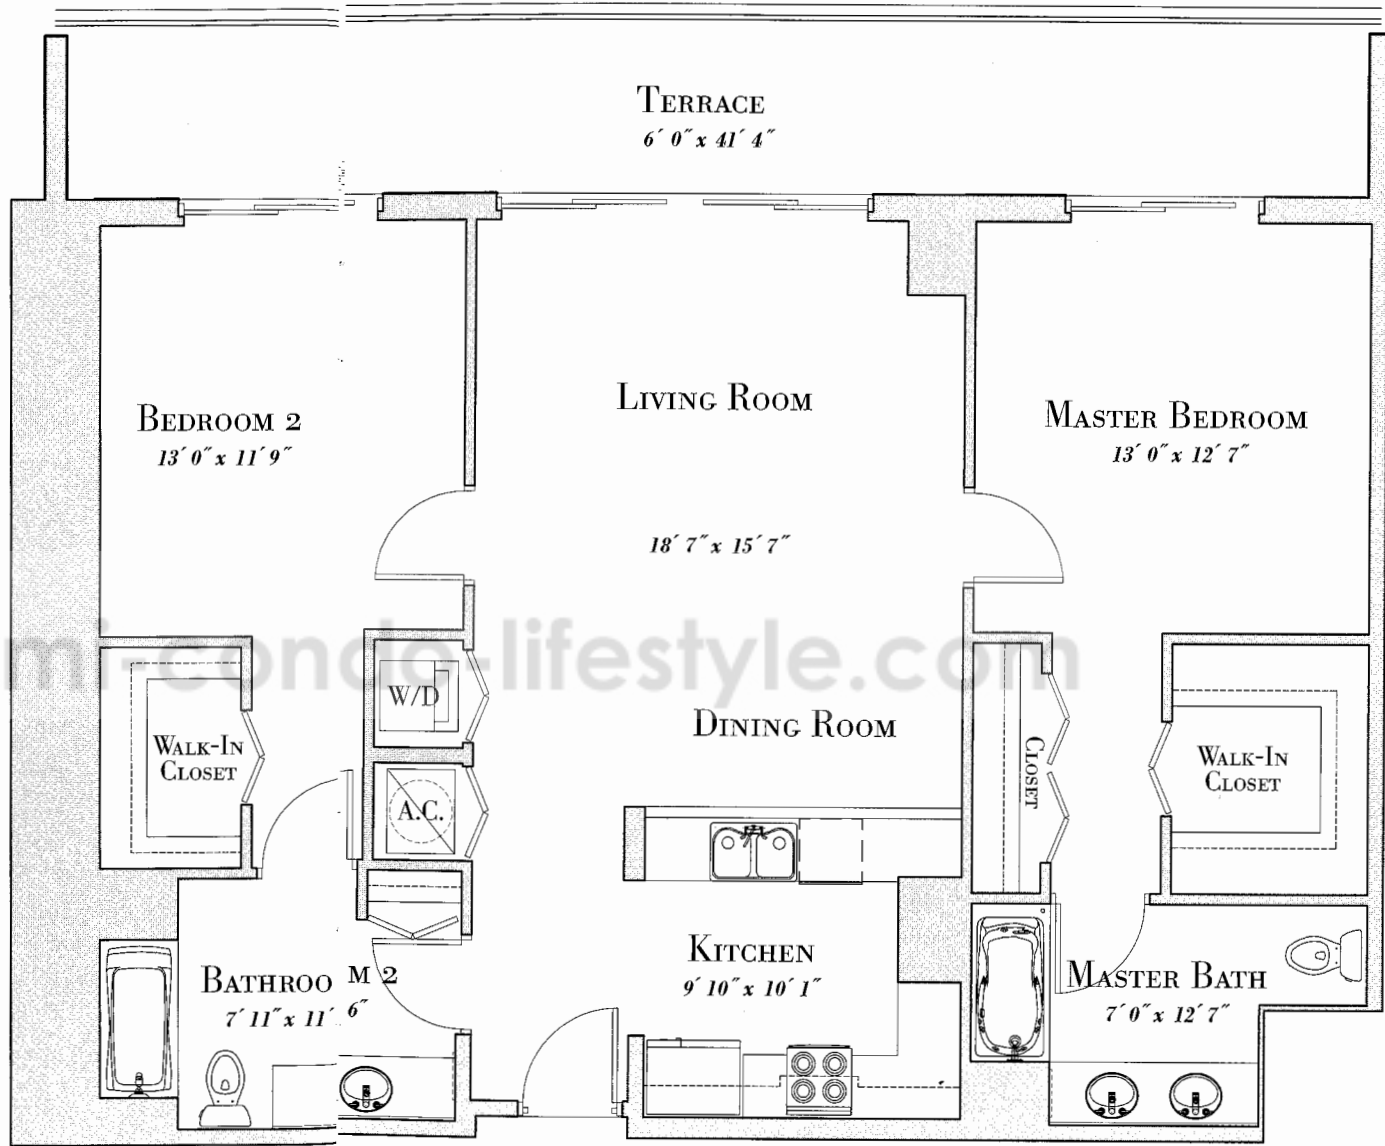 TERRACE
6´ 0˝ x 41´ 4˝
LIVING ROOM
BEDROOM 2
13´ 0˝ x 11´ 9˝
MASTER BEDROOM
13´ 0˝ x 12´ 7˝
18´ 7˝ x 15´ 7˝
mi-condo-lifestyle.com
W/D
DINING ROOM
WALK-IN
CLOSET
CLOSET
WALK-IN
CLOSET
A.C.
KITCHEN
9´ 10˝ x 10´ 1˝
BATHROO M 2
7´ 11˝ x 11´ 6˝
MASTER BATH
7´ 0˝ x 12´ 7˝